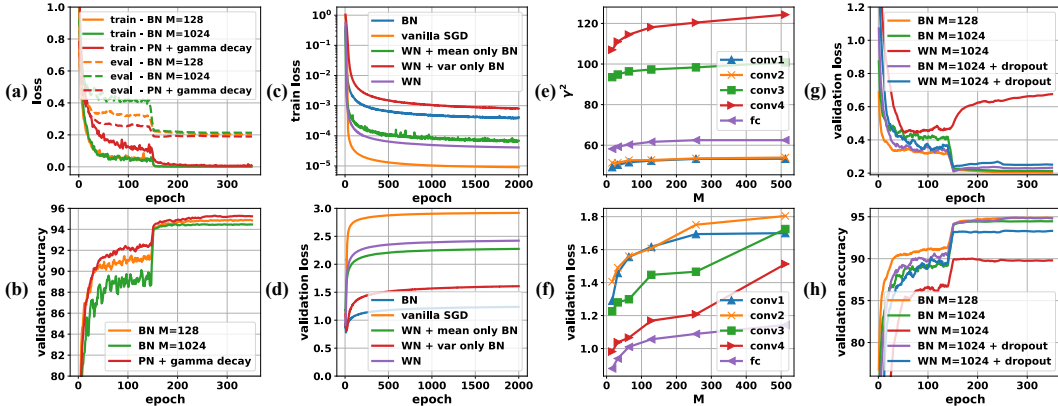 (a)
loss
1.0
0.8
0.6
0.4
0.2
0.0
train - BN M=128
train - BN M=1024
train - PN + gamma decay
eval - BN M=128
eval - BN M=1024
eval - PN + gamma decay
0 100 200 300
epoch
(c)
train loss
10⁰
10⁻¹
10⁻²
10⁻³
10⁻⁴
10⁻⁵
BN
vanilla SGD
WN + mean only BN
WN + var only BN
WN
0 500 1000 1500 2000
epoch
(e)
γ²
120
100
80
60
conv1
conv2
conv3
conv4
fc
0 100 200 300 400 500
M
(g)
validation loss
1.2
1.0
0.8
0.6
0.4
0.2
BN M=128
BN M=1024
WN M=1024
BN M=1024 + dropout
WN M=1024 + dropout
0 100 200 300
epoch
(b)
validation accuracy
96
94
92
90
88
86
84
82
80
BN M=128
BN M=1024
PN + gamma decay
0 100 200 300
epoch
(d)
validation loss
3.0
2.5
2.0
1.5
1.0
0.5
0.0
BN
vanilla SGD
WN + mean only BN
WN + var only BN
WN
0 500 1000 1500 2000
epoch
(f)
validation loss
1.8
1.6
1.4
1.2
1.0
conv1
conv2
conv3
conv4
fc
0 100 200 300 400 500
M
(h)
validation accuracy
95
90
85
80
BN M=128
BN M=1024
WN M=1024
BN M=1024 + dropout
WN M=1024 + dropout
0 100 200 300
epoch